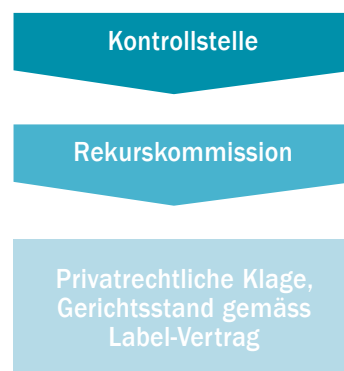 Kontrollstelle
Rekurskommission
Privatrechtliche Klage,
Gerichtsstand gemäss
Label-Vertrag